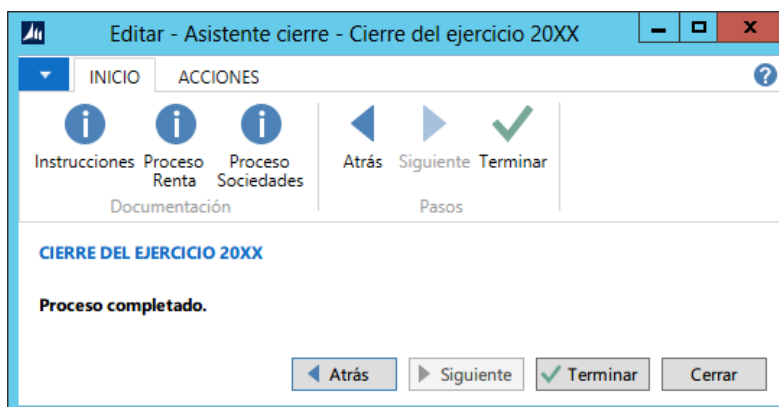 Editar - Asistente cierre - Cierre del ejercicio 20XX
INICIO ACCIONES
Instrucciones Proceso Renta Proceso Sociedades Atrás Siguiente Terminar
Documentación Pasos
CIERRE DEL EJERCICIO 20XX
Proceso completado.
Atrás Siguiente Terminar Cerrar